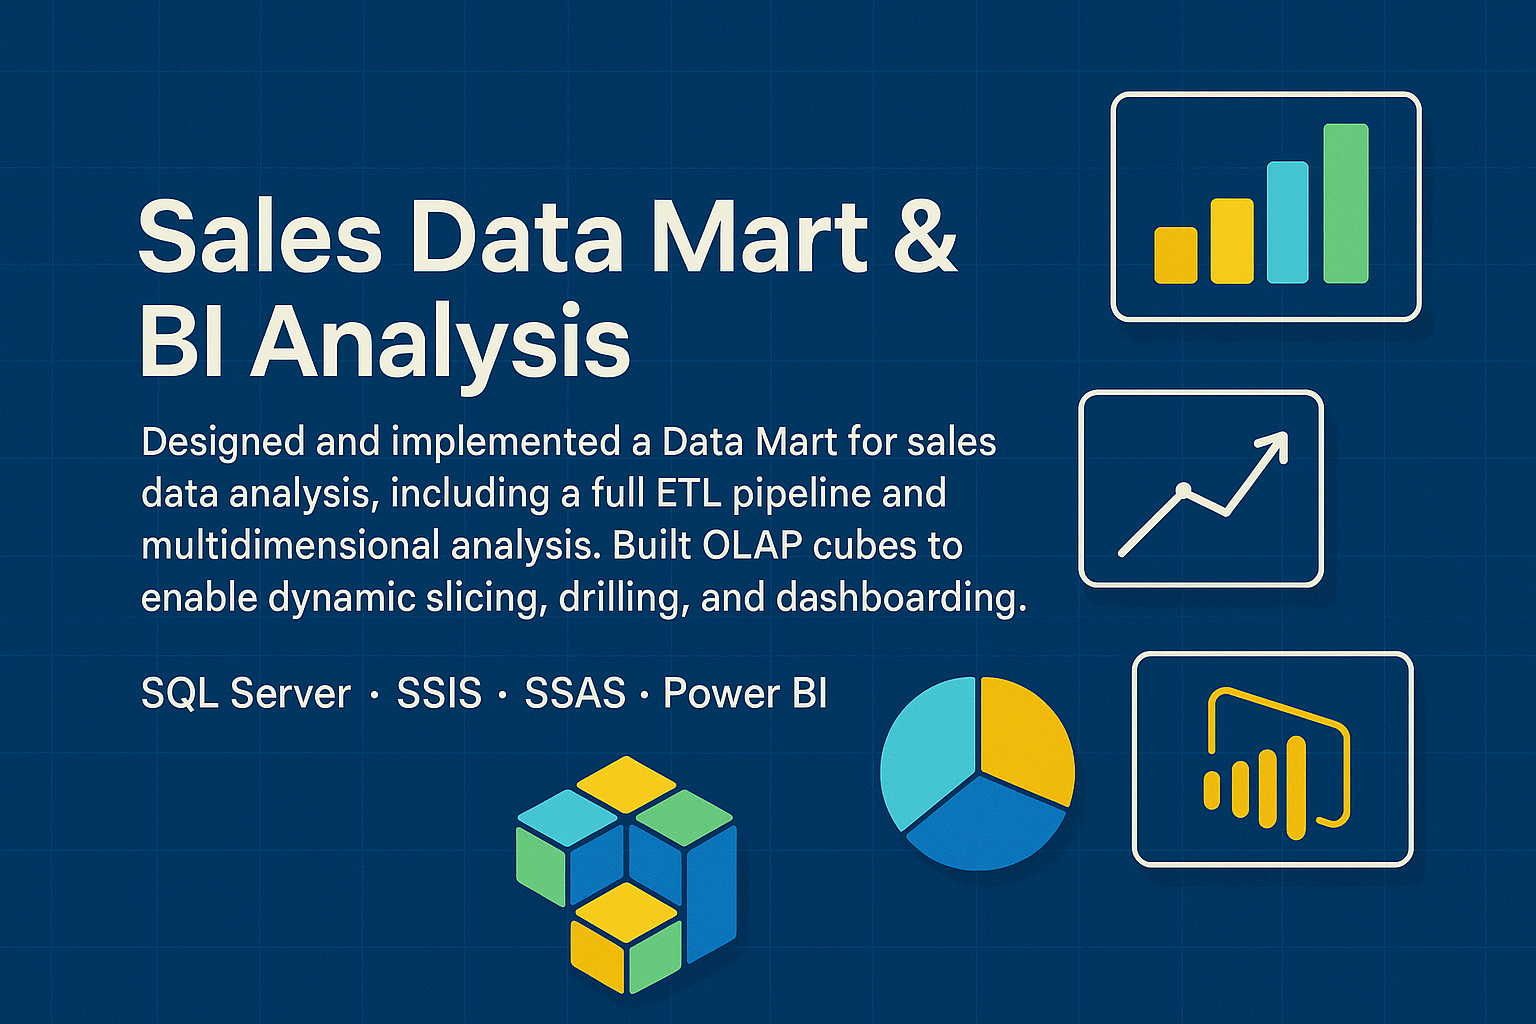 Sales Data Mart &
BI Analysis
Designed and implemented a Data Mart for sales
data analysis, including a full ETL pipeline and
multidimensional analysis. Built OLAP cubes to
enable dynamic slicing, drilling, and dashboarding.
SQL Server · SSIS · SSAS · Power BI